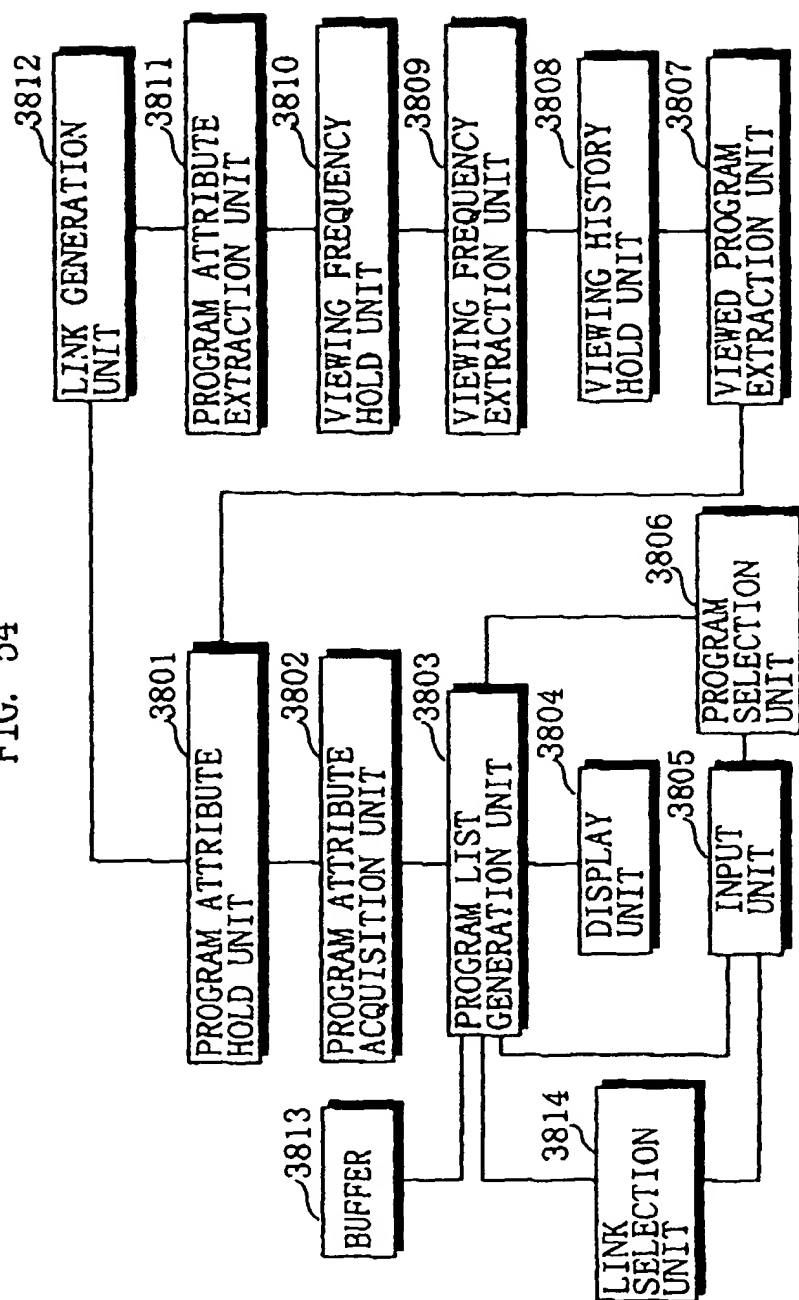 FIG. 54
3801
PROGRAM ATTRIBUTE
HOLD UNIT
3802
PROGRAM ATTRIBUTE
ACQUISITION UNIT
3813
BUFFER
3803
PROGRAM LIST
GENERATION UNIT
3804
DISPLAY
UNIT
3814
LINK
SELECTION
UNIT
3805
INPUT
UNIT
3806
PROGRAM
SELECTION
UNIT
3812
LINK GENERATION
UNIT
3811
PROGRAM ATTRIBUTE
EXTRACTION UNIT
3810
VIEWING FREQUENCY
HOLD UNIT
3809
VIEWING FREQUENCY
EXTRACTION UNIT
3808
VIEWING HISTORY
HOLD UNIT
3807
VIEWED PROGRAM
EXTRACTION UNIT